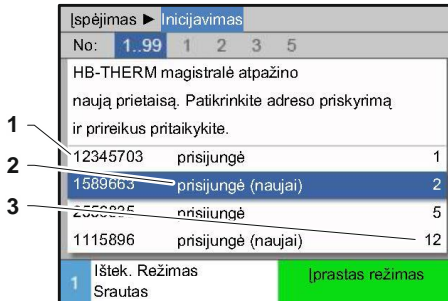 Įspėjimas ► Inicijavimas
No: 1..99 1 2 3 5
HB-THERM magistralė atpažino
naują prietaisą. Patikrinkite adreso priskyrimą
ir prireikus pritaikykite.
1
12345703 prisijungė 1
2
1589663 prisijungė (naujai) 2
3
2556835 prisijungė 5
1115896 prisijungė (naujai) 12
1 Ištek. Režimas Įprastas režimas
Srautas